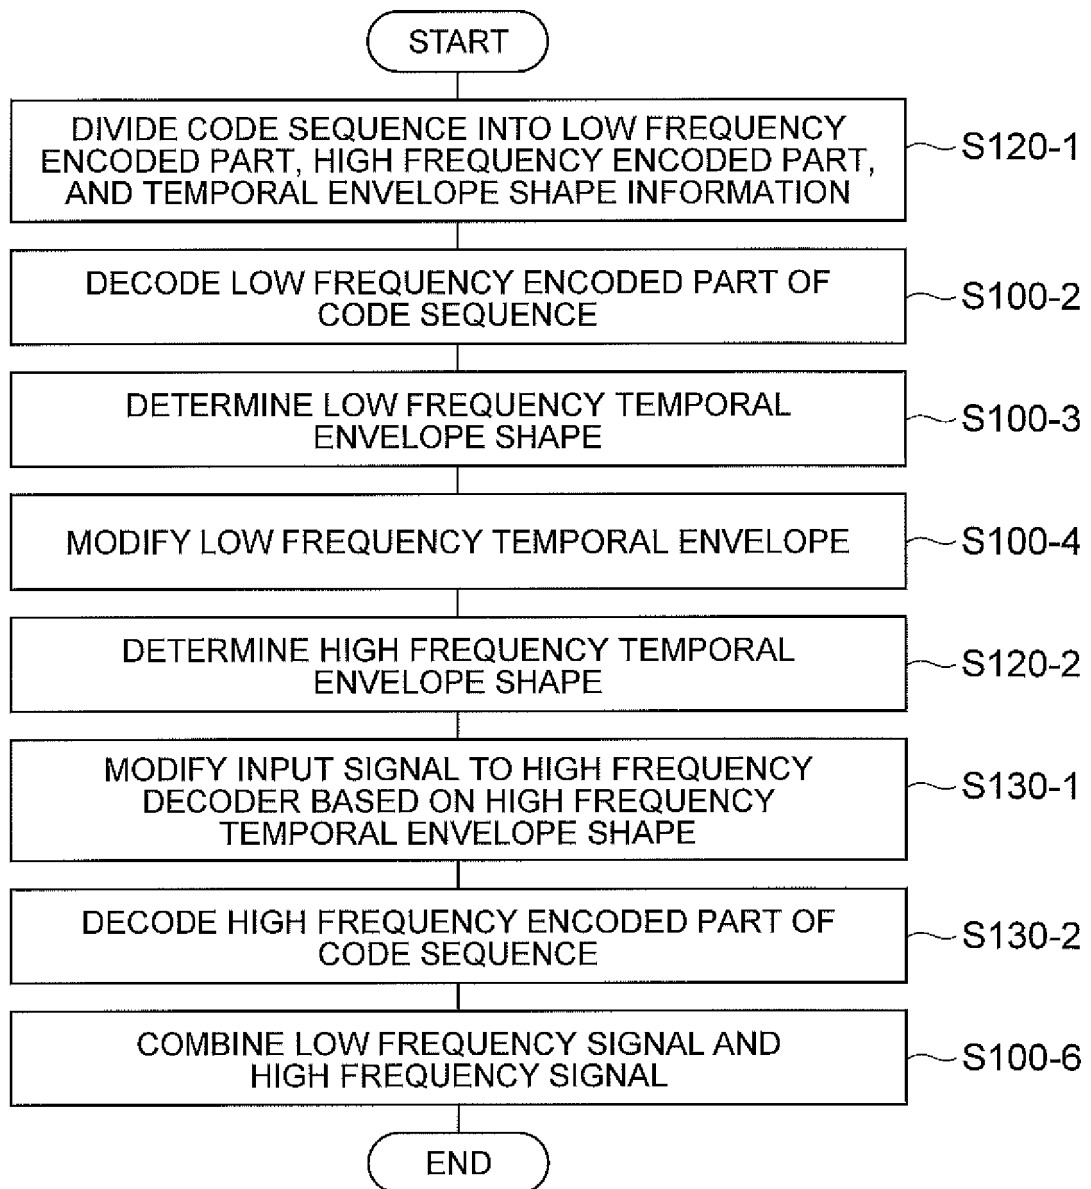 START
DIVIDE CODE SEQUENCE INTO LOW FREQUENCY
ENCODED PART, HIGH FREQUENCY ENCODED PART,
AND TEMPORAL ENVELOPE SHAPE INFORMATION
S120-1
DECODE LOW FREQUENCY ENCODED PART OF
CODE SEQUENCE
S100-2
DETERMINE LOW FREQUENCY TEMPORAL
ENVELOPE SHAPE
S100-3
MODIFY LOW FREQUENCY TEMPORAL ENVELOPE
S100-4
DETERMINE HIGH FREQUENCY TEMPORAL
ENVELOPE SHAPE
S120-2
MODIFY INPUT SIGNAL TO HIGH FREQUENCY
DECODER BASED ON HIGH FREQUENCY
TEMPORAL ENVELOPE SHAPE
S130-1
DECODE HIGH FREQUENCY ENCODED PART OF
CODE SEQUENCE
S130-2
COMBINE LOW FREQUENCY SIGNAL AND
HIGH FREQUENCY SIGNAL
S100-6
END